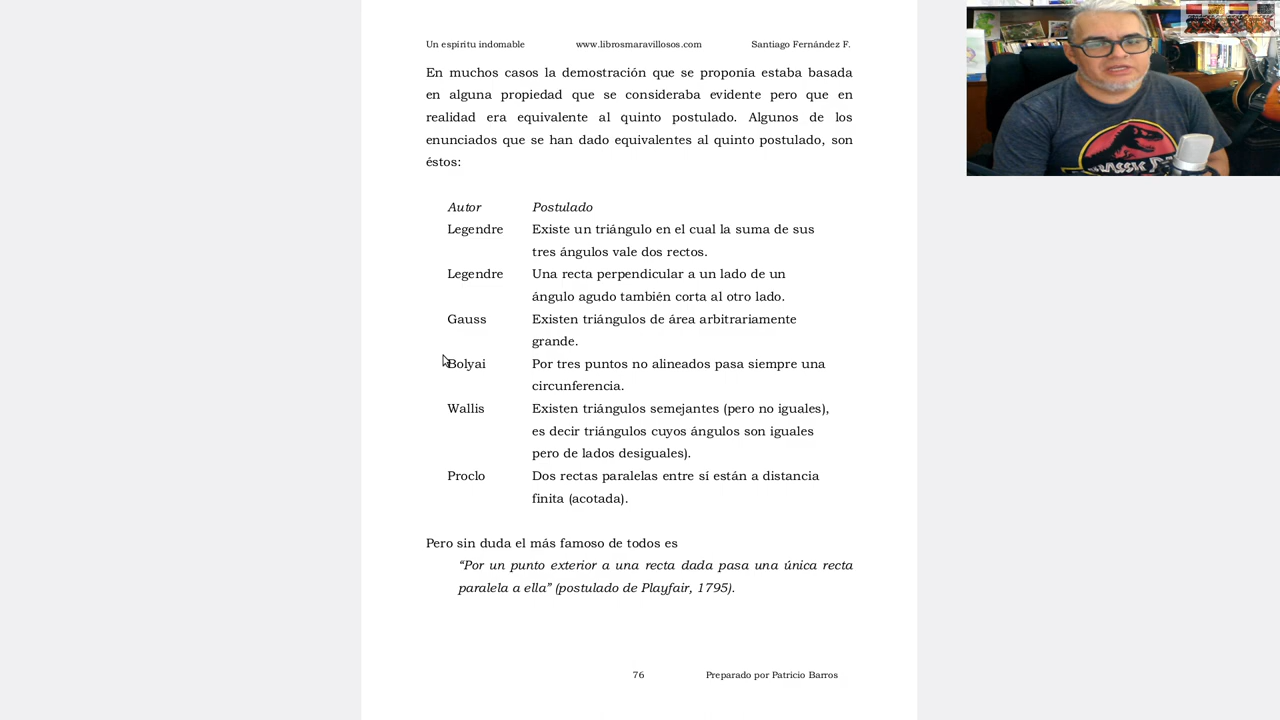 Un espíritu indomable www.librosmaravillosos.com Santiago Fernández F.
En muchos casos la demostración que se proponía estaba basada
en alguna propiedad que se consideraba evidente pero que en
realidad era equivalente al quinto postulado. Algunos de los
enunciados que se han dado equivalentes al quinto postulado, son
éstos:
Autor Postulado
Legendre Existe un triángulo en el cual la suma de sus
tres ángulos vale dos rectos.
Legendre Una recta perpendicular a un lado de un
ángulo agudo también corta al otro lado.
Gauss Existen triángulos de área arbitrariamente
grande.
Bolyai Por tres puntos no alineados pasa siempre una
circunferencia.
Wallis Existen triángulos semejantes (pero no iguales),
es decir triángulos cuyos ángulos son iguales
pero de lados desiguales).
Proclo Dos rectas paralelas entre sí están a distancia
finita (acotada).
Pero sin duda el más famoso de todos es
“Por un punto exterior a una recta dada pasa una única recta
paralela a ella” (postulado de Playfair, 1795).
76 Preparado por Patricio Barros